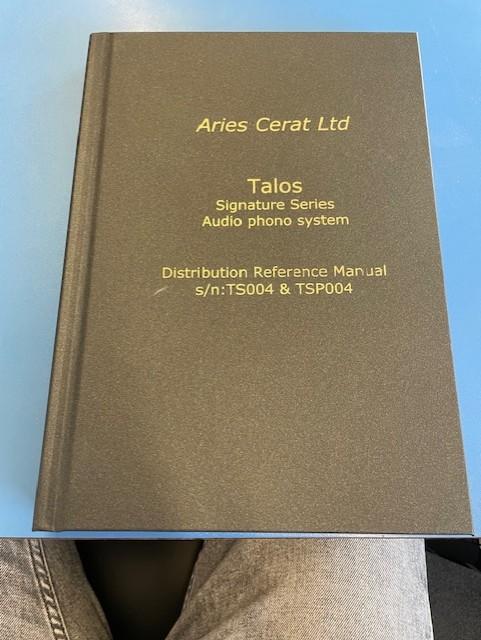 Aries Cerat Ltd
Talos
Signature Series
Audio phono system
Distribution Reference Manual
s/n:TS004 & TSP004